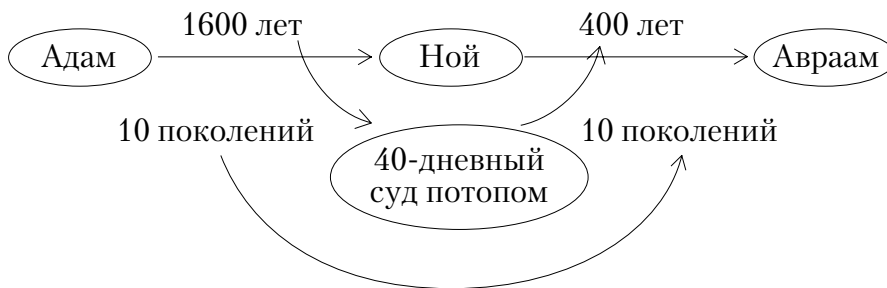 1600 лет
400 лет
Адам
Ной
Авраам
10 поколений
10 поколений
40-дневный
суд потопом